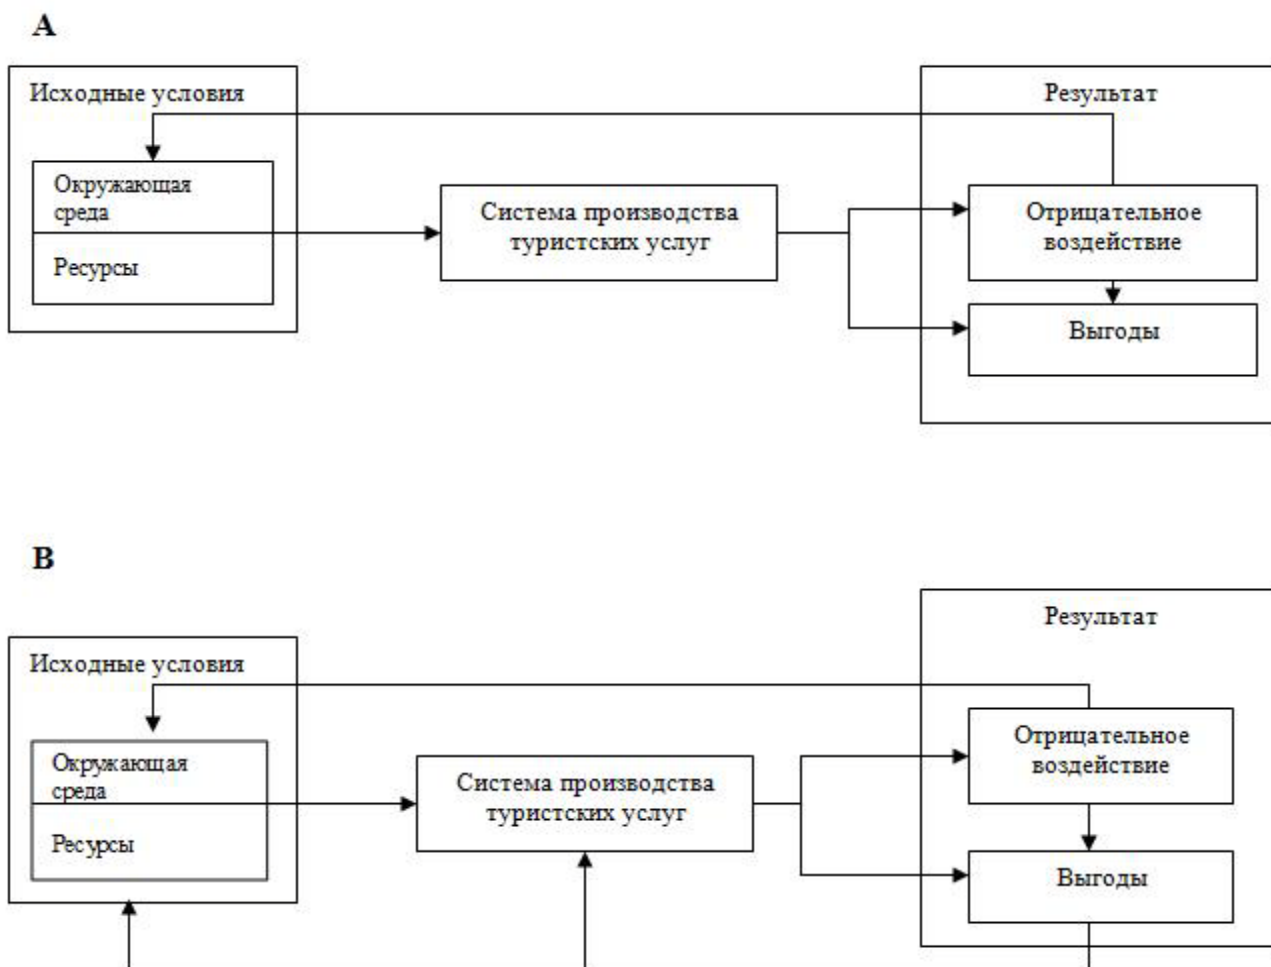 А
Исходные условия
Результат
Окружающая
среда
Ресурсы
Система производства
туристских услуг
Отрицательное
воздействие
Выгоды
В
Результат
Исходные условия
Окружающая
среда
Ресурсы
Система производства
туристских услуг
Отрицательное
воздействие
Выгоды